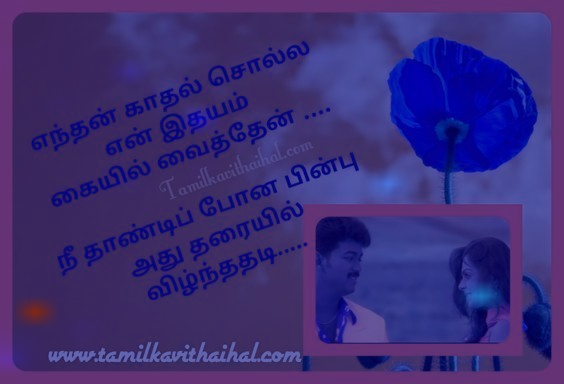 எந்தன் காதல் சொல்ல
என் இதயம்
கையில் வைத்தேன் ....
Tamilkavithaihal.com
நீ தாண்டிப் போன பின்பு
அது தரையில்
விழ்ந்ததடி.....
www.tamilkavithaihal.com